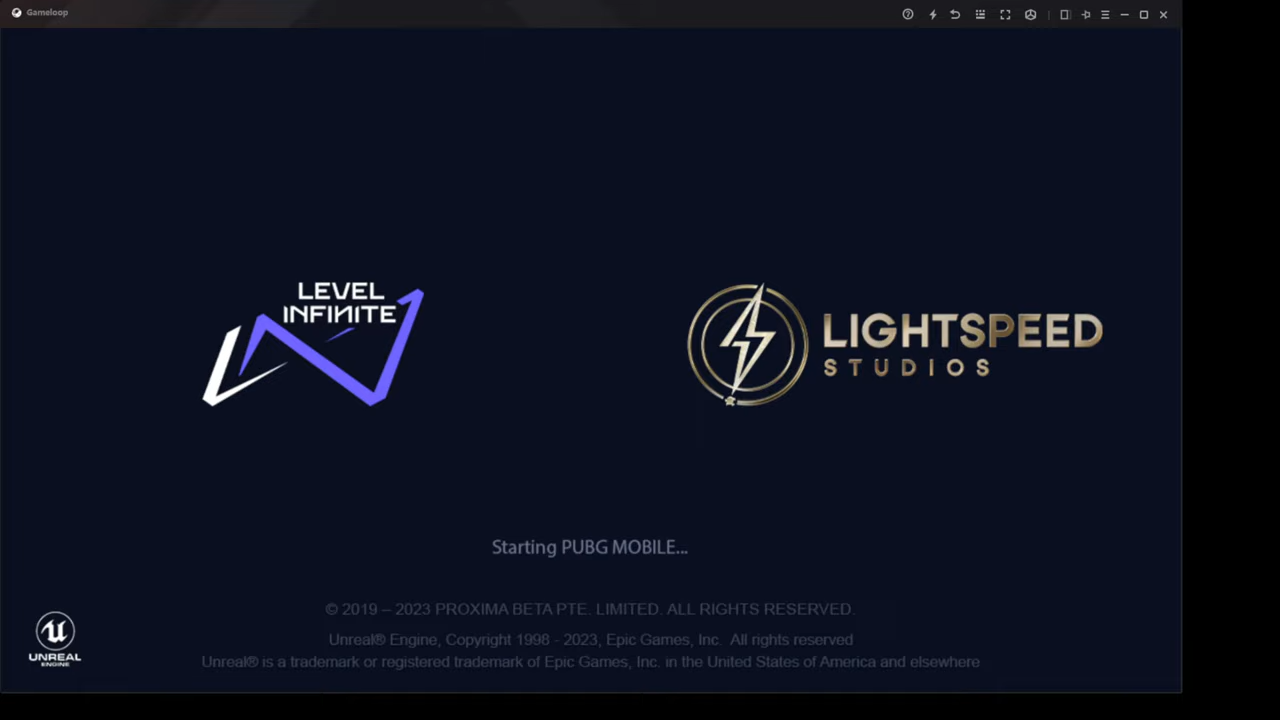 Gameloop
LEVEL
INFINITE
LIGHTSPEED
STUDIOS
Starting PUBG MOBILE...
© 2019 – 2023 PROXIMA BETA PTE. LIMITED. ALL RIGHTS RESERVED.
Unreal® Engine, Copyright 1998 - 2023, Epic Games, Inc. All rights reserved
Unreal® is a trademark or registered trademark of Epic Games, Inc. in the United States of America and elsewhere
UNREAL
ENGINE